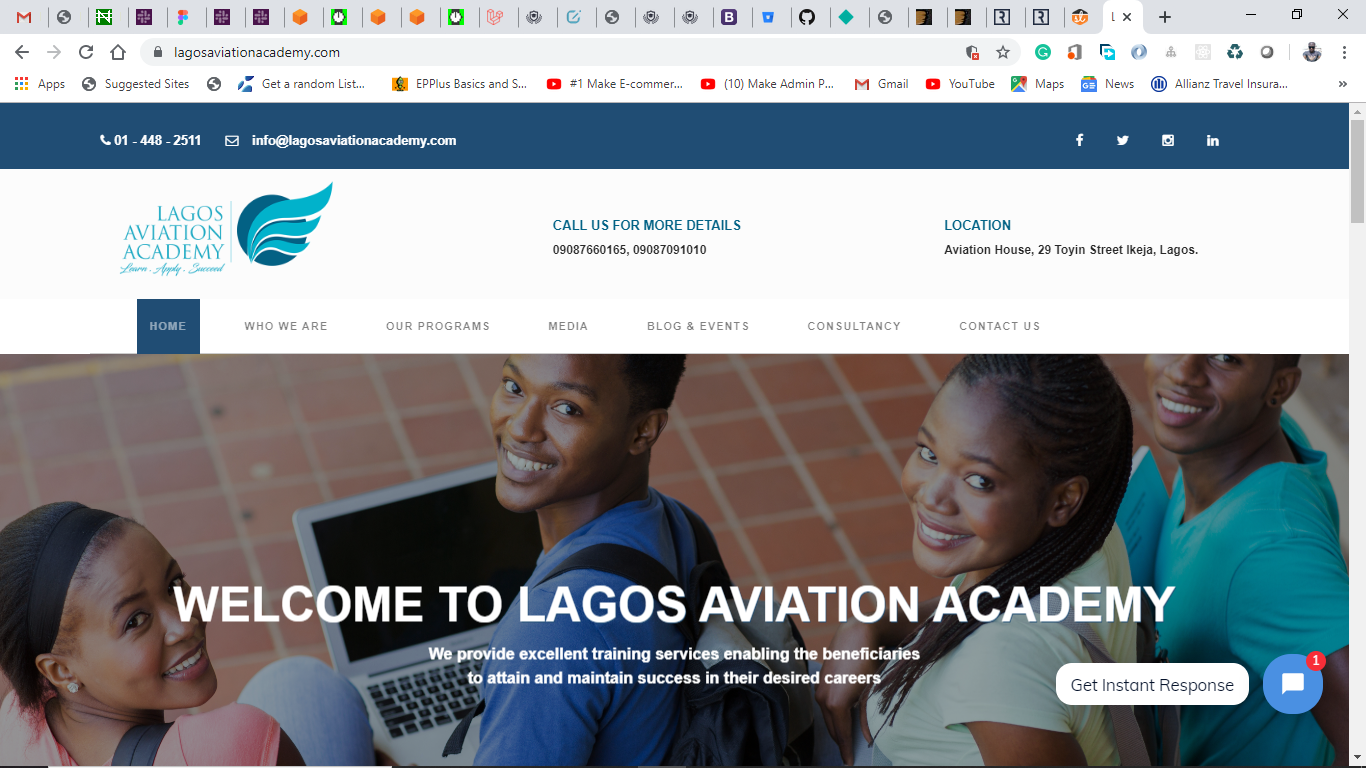 lagosaviationacademy.com
Apps
Suggested Sites
Get a random List...
EPPlus Basics and S...
#1 Make E-commer...
(10) Make Admin P...
Gmail
YouTube
Maps
News
Allianz Travel Insura...
»
01 - 448 - 2511
info@lagosaviationacademy.com
LAGOS
AVIATION
ACADEMY
Learn . Apply . Succeed
CALL US FOR MORE DETAILS
09087660165, 09087091010
LOCATION
Aviation House, 29 Toyin Street Ikeja, Lagos.
HOME
WHO WE ARE
OUR PROGRAMS
MEDIA
BLOG & EVENTS
CONSULTANCY
CONTACT US
WELCOME TO LAGOS AVIATION ACADEMY
We provide excellent training services enabling the beneficiaries
to attain and maintain success in their desired careers
Get Instant Response
1